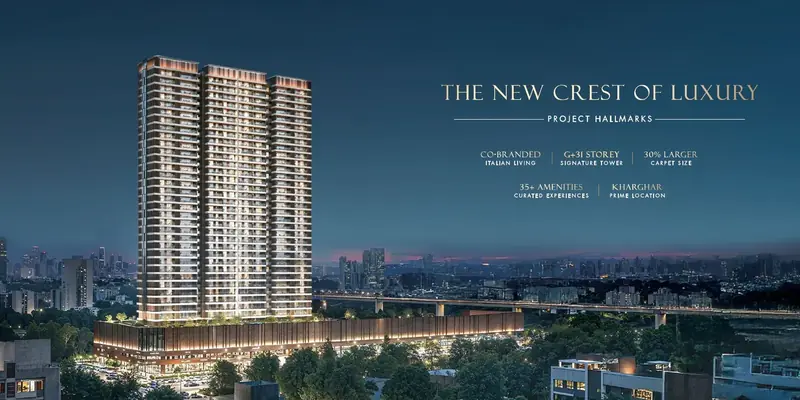 THE NEW CREST OF LUXURY
PROJECT HALLMARKS
CO-BRANDED
ITALIAN LIVING
G+31 STOREY
SIGNATURE TOWER
30% LARGER
CARPET SIZE
35+ AMENITIES
CURATED EXPERIENCES
KHARGHAR
PRIME LOCATION